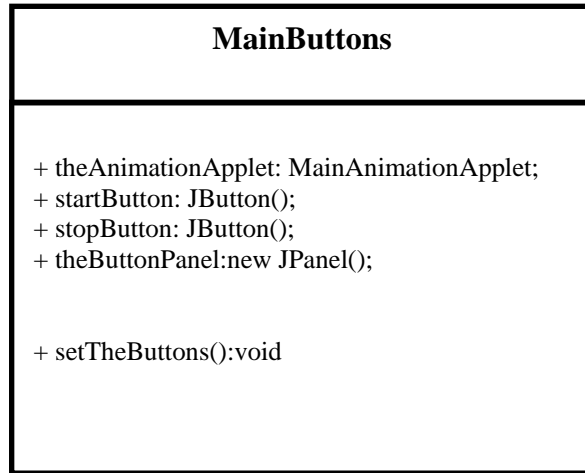 MainButtons
+ theAnimationApplet: MainAnimationApplet;
+ startButton: JButton();
+ stopButton: JButton();
+ theButtonPanel:new JPanel();
+ setTheButtons():void